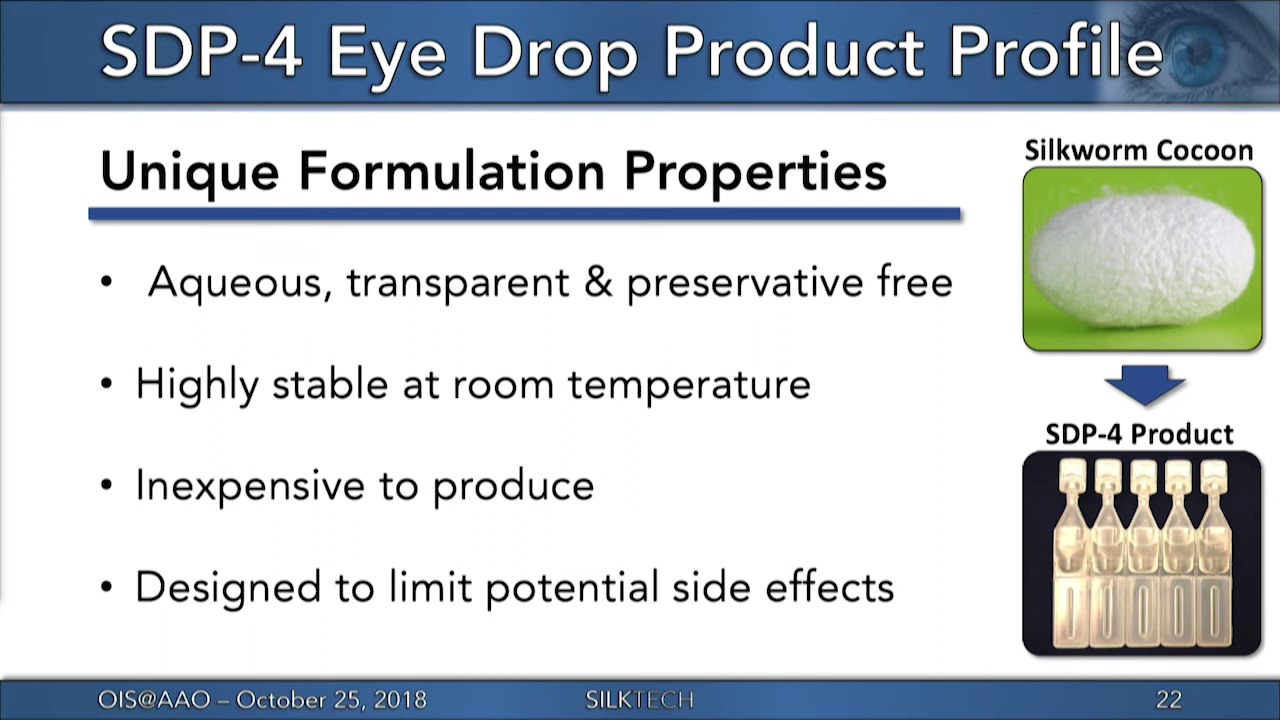 SDP-4 Eye Drop Product Profile
Unique Formulation Properties
• Aqueous, transparent & preservative free
• Highly stable at room temperature
• Inexpensive to produce
• Designed to limit potential side effects
Silkworm Cocoon
SDP-4 Product
OIS@AAO – October 25, 2018
SILKTECH
22